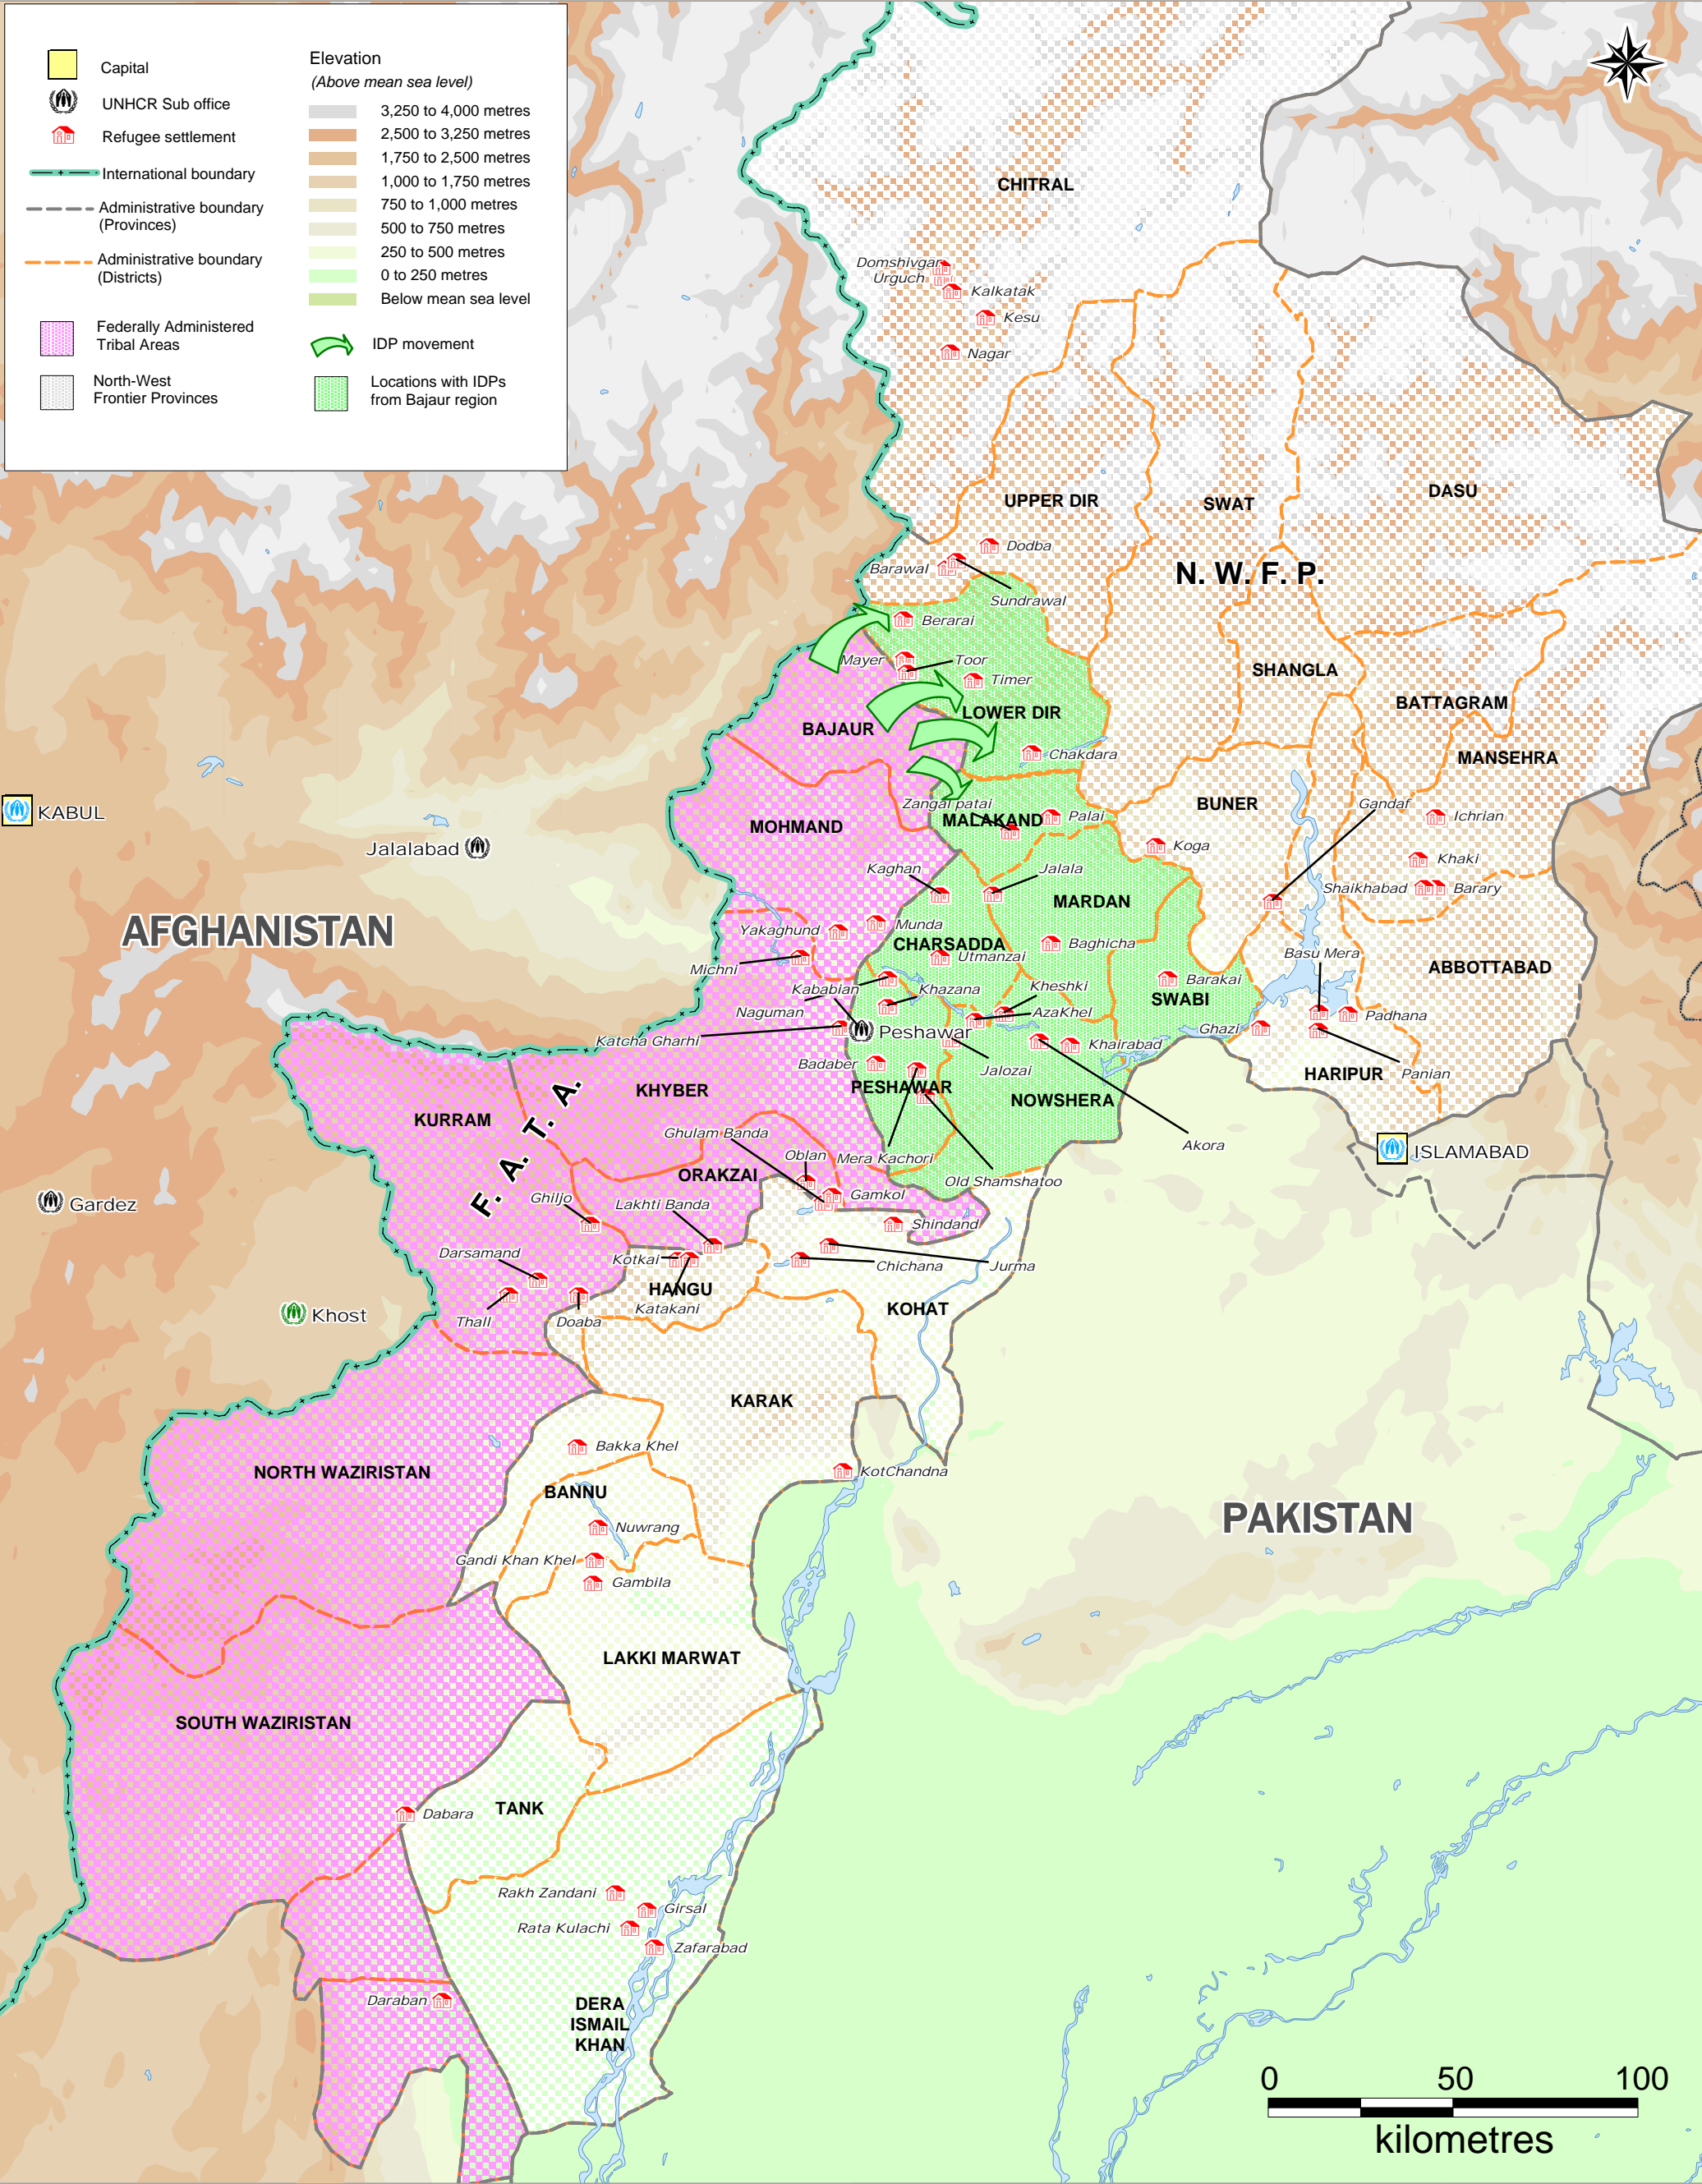 Capital
UNHCR Sub office
Refugee settlement
International boundary
Administrative boundary
(Provinces)
Administrative boundary
(Districts)
Federally Administered
Tribal Areas
North-West
Frontier Provinces
Elevation
(Above mean sea level)
3,250 to 4,000 metres
2,500 to 3,250 metres
1,750 to 2,500 metres
1,000 to 1,750 metres
750 to 1,000 metres
500 to 750 metres
250 to 500 metres
0 to 250 metres
Below mean sea level
IDP movement
Locations with IDPs
from Bajaur region
CHITRAL
Domshivgar
Urguch
Kalkatak
Kesu
Nagar
UPPER DIR
SWAT
DASU
Dodba
Barawal
N. W. F. P.
Sundrawal
Berarai
Mayer
Toor
Timer
SHANGLA
BATTAGRAM
LOWER DIR
BAJAUR
Chakdara
MANSEHRA
Zangal patai
BUNER
Gandaf
KABUL
MALAKAND
Palai
Ichrian
MOHMAND
Jalalabad
Koga
Khaki
Kaghan
Jalala
Shaikhabad
Barary
MARDAN
AFGHANISTAN
Yakaghund
Munda
CHARSADDA
Baghicha
Utmanzai
Basu Mera
Michni
ABBOTTABAD
Barakai
Kababian
Khazana
Kheshki
SWABI
Naguman
AzaKhel
Padhana
Peshawar
Ghazi
Katcha Gharhi
Khairabad
Badaber
Jalozai
HARIPUR
Panian
PESHAWAR
KHYBER
NOWSHERA
KURRAM
F. A. T. A.
Ghulam Banda
Akora
ISLAMABAD
Oblan
Mera Kachori
ORAKZAI
Old Shamshatoo
Gamkol
Ghiljo
Lakhti Banda
Gardez
Shindand
Darsamand
Kotkai
Chichana
Jurma
HANGU
Katakani
KOHAT
Khost
Thall
Doaba
KARAK
Bakka Khel
NORTH WAZIRISTAN
KotChandna
BANNU
PAKISTAN
Nuwrang
Gandi Khan Khel
Gambila
LAKKI MARWAT
SOUTH WAZIRISTAN
TANK
Dabara
Rakh Zandani
Girsal
Rata Kulachi
Zafarabad
Daraban
DERA
ISMAIL
KHAN
0 50 100
kilometres